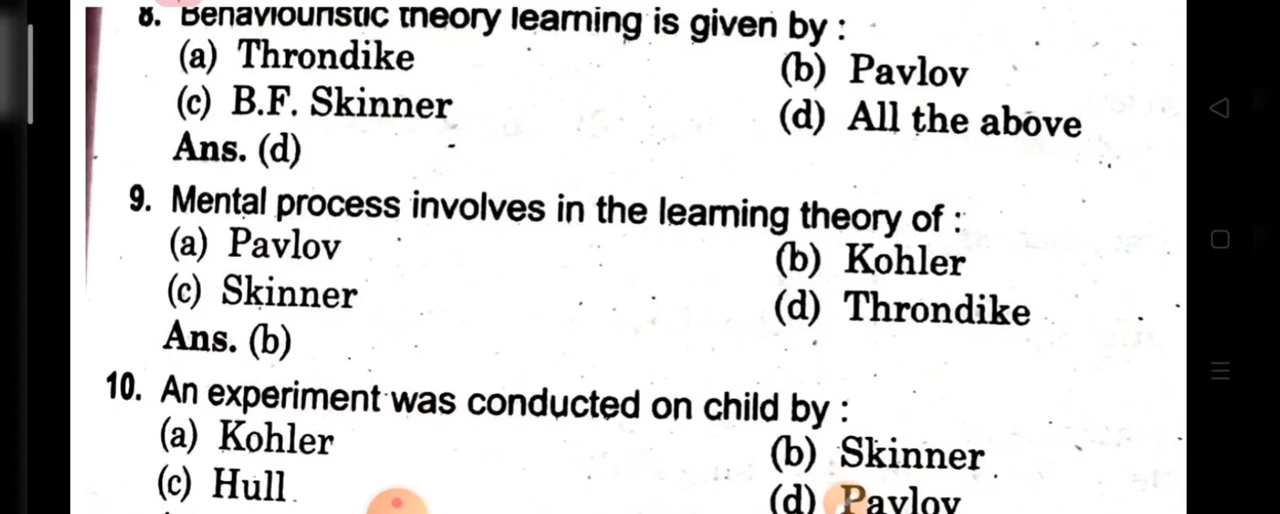 8. Behaviouristic theory learning is given by :
(a) Throndike (b) Pavlov
(c) B.F. Skinner (d) All the above
Ans. (d)
9. Mental process involves in the learning theory of :
(a) Pavlov (b) Kohler
(c) Skinner (d) Throndike
Ans. (b)
10. An experiment was conducted on child by :
(a) Kohler (b) Skinner
(c) Hull (d) Pavlov